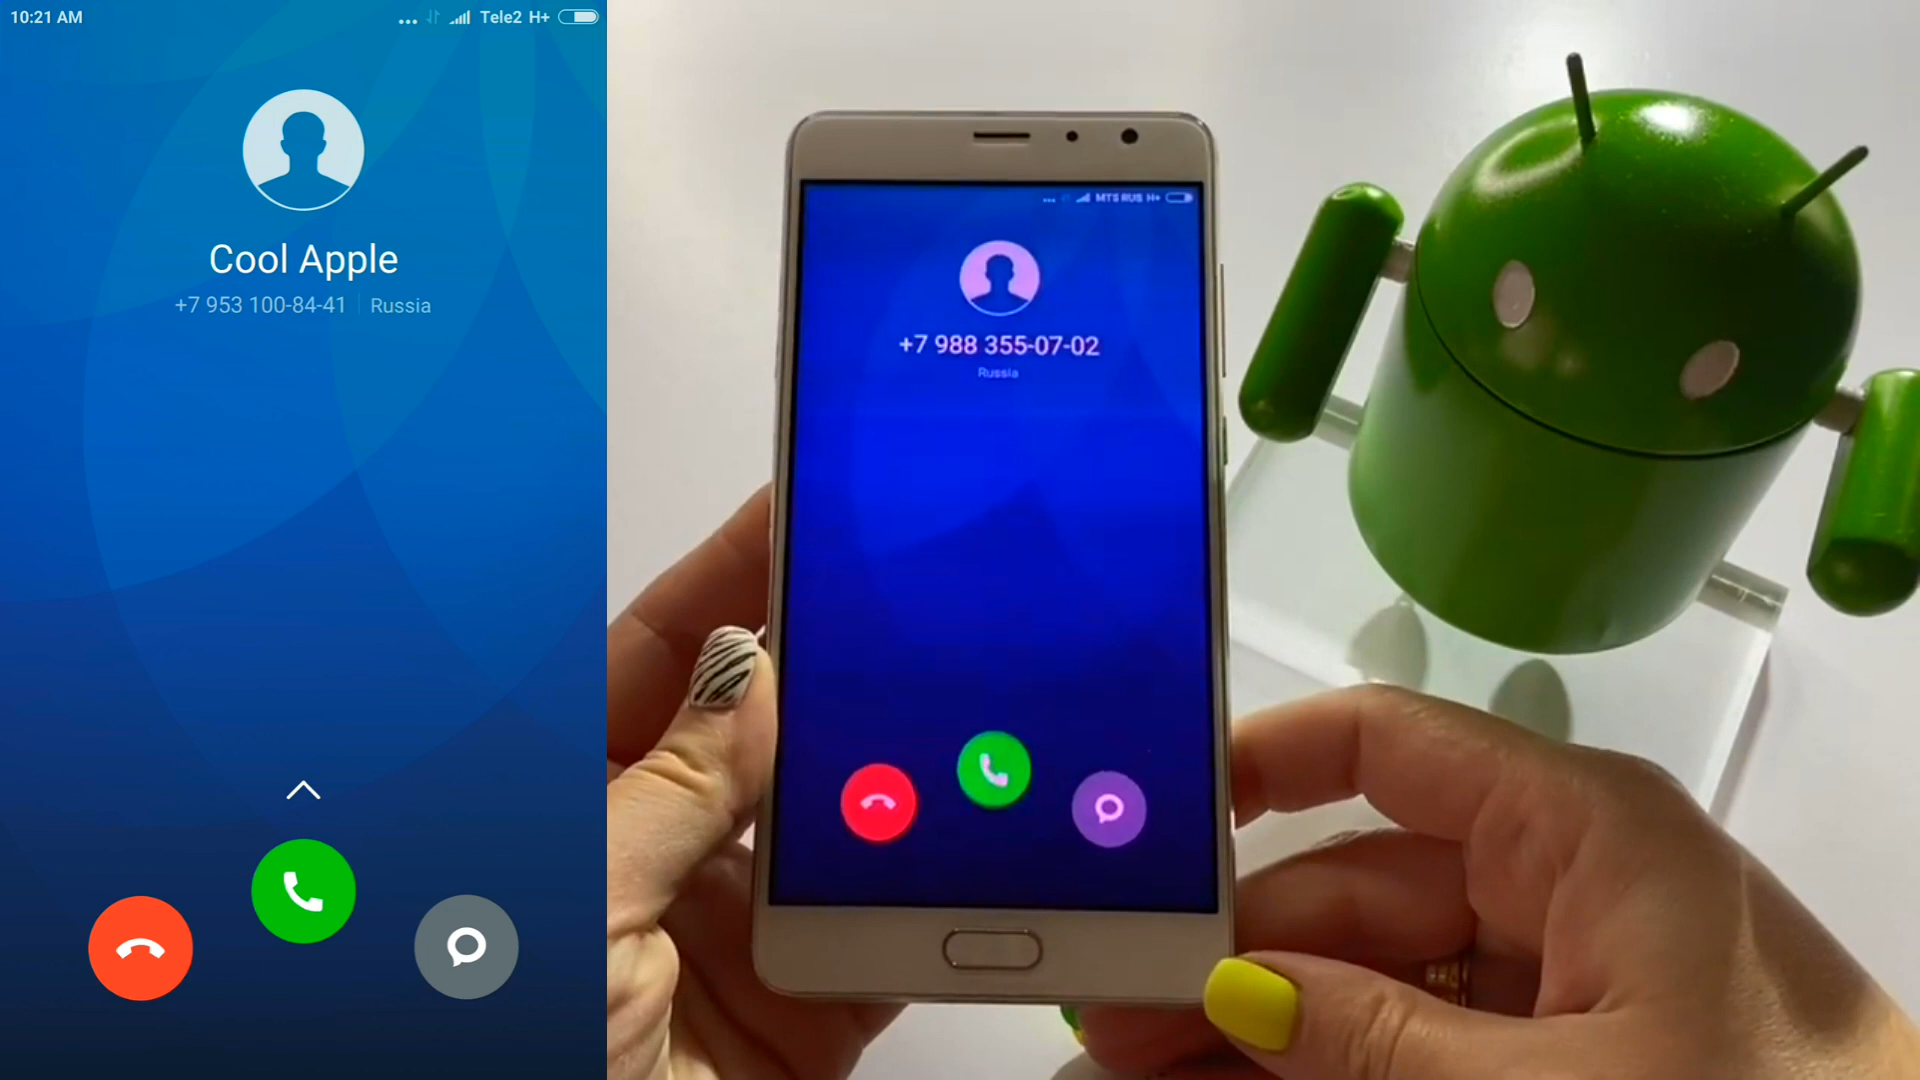 10:21 AM
... Tele2 H+
Cool Apple
+7 953 100-84-41 | Russia
... MTS RUS H+
+7 988 355-07-02
Russia